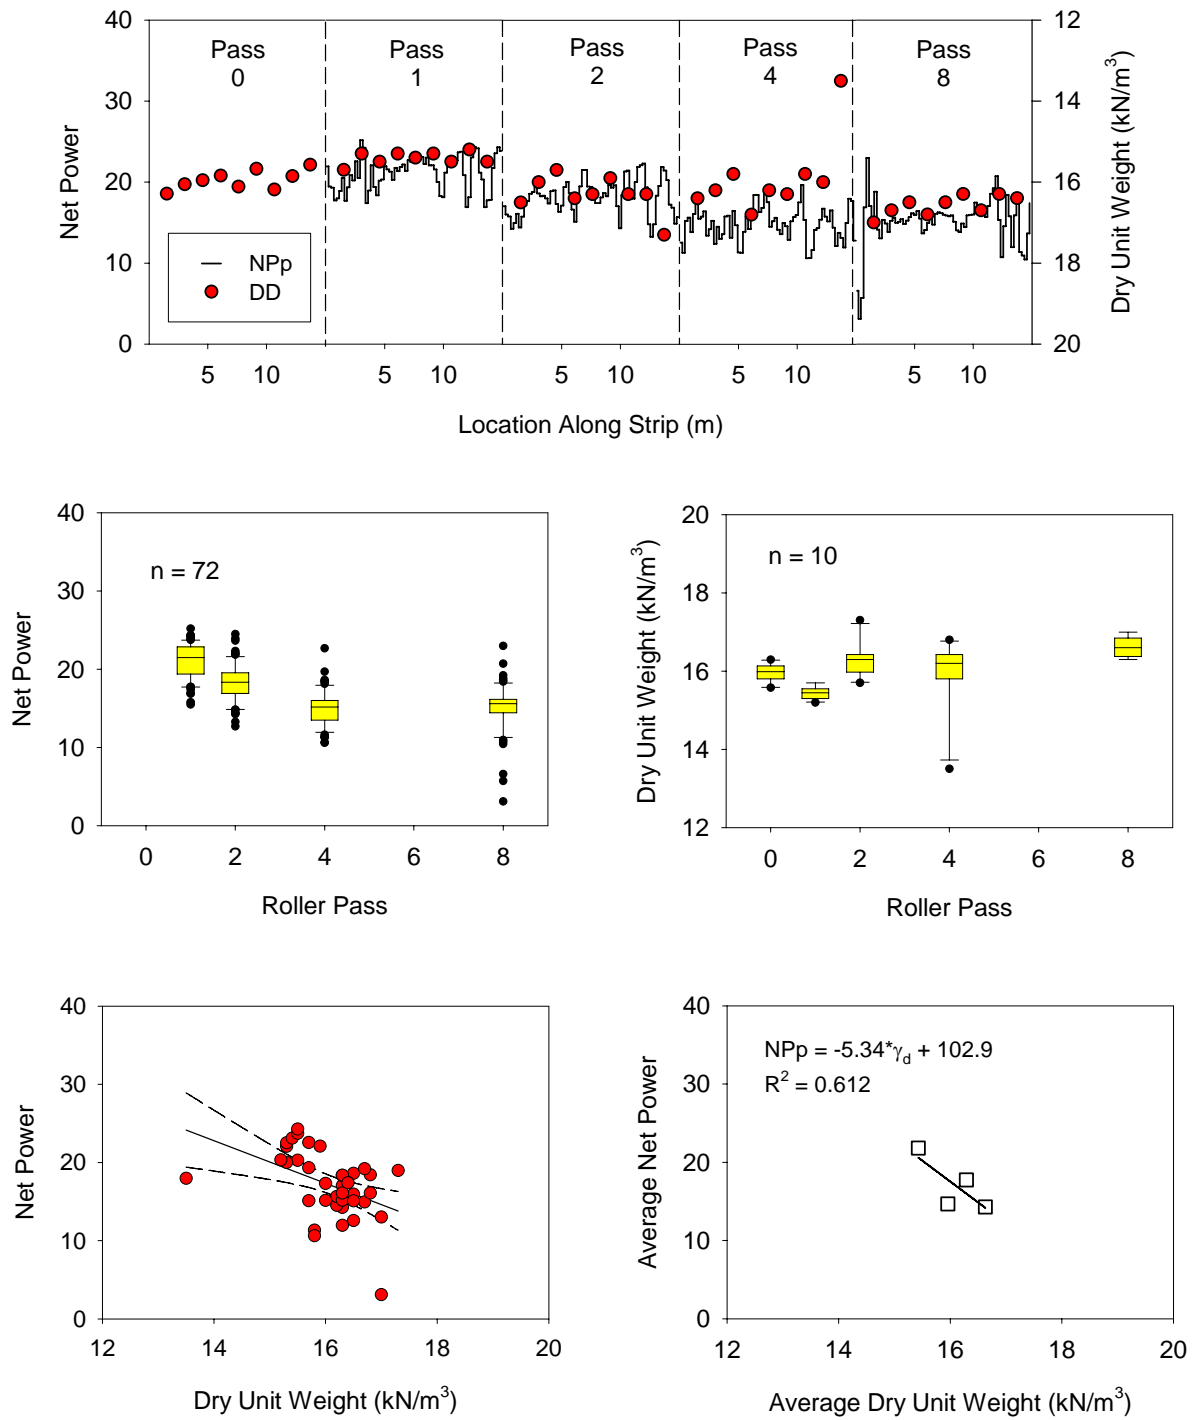 40
30
20
10
0
Net Power
Pass
0
Pass
1
Pass
2
Pass
4
Pass
8
NPp
DD
12
14
16
18
20
Dry Unit Weight (kN/m³)
5 10 5 10 5 10 5 10 5 10
Location Along Strip (m)
40
30
20
10
0
Net Power
n = 72
0 2 4 6 8
Roller Pass
20
18
16
14
12
Dry Unit Weight (kN/m³)
n = 10
0 2 4 6 8
Roller Pass
40
30
20
10
0
Net Power
12 14 16 18 20
Dry Unit Weight (kN/m³)
40
30
20
10
0
Average Net Power
NPp = -5.34*γd + 102.9
R² = 0.612
12 14 16 18 20
Average Dry Unit Weight (kN/m³)